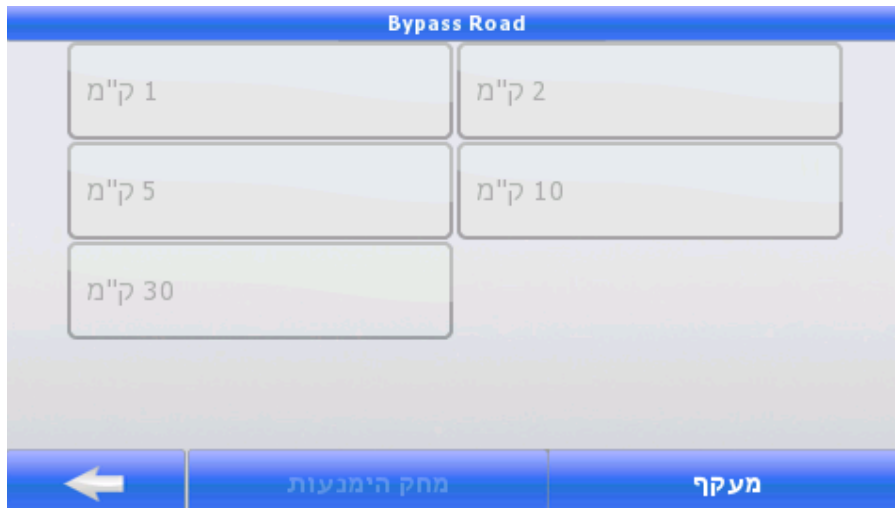 Bypass Road
1 ק"מ
2 ק"מ
5 ק"מ
10 ק"מ
30 ק"מ
מעקף
מחק הימנעות